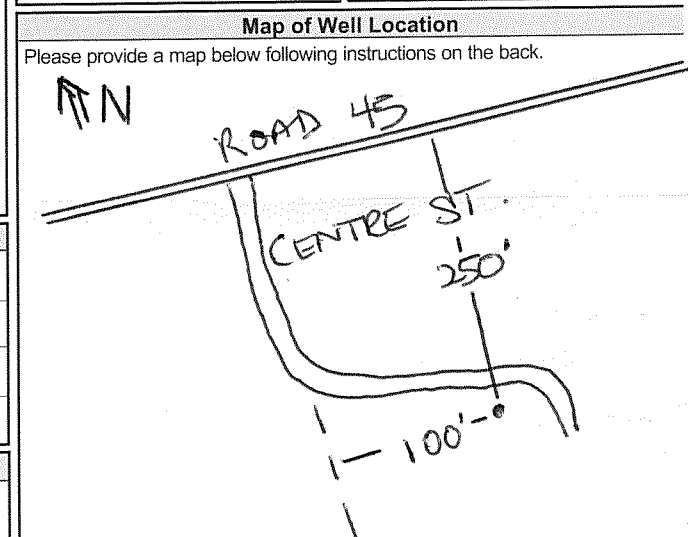 Map of Well Location
Please provide a map below following instructions on the back.
N
ROAD 45
CENTRE ST.
250'
100'